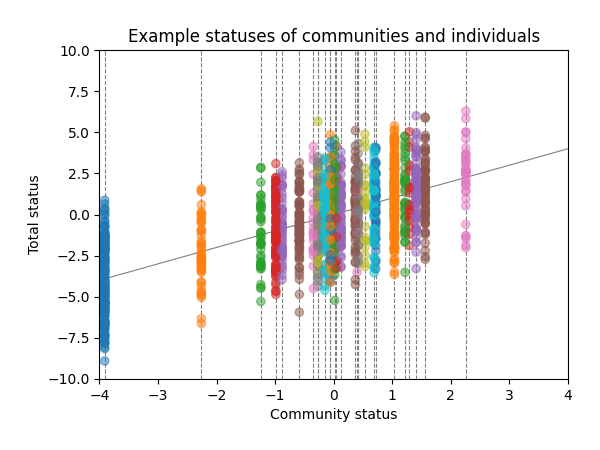 Example statuses of communities and individuals
10.0
7.5
5.0
2.5
0.0
−2.5
−5.0
−7.5
−10.0
Total status
−4 −3 −2 −1 0 1 2 3 4
Community status